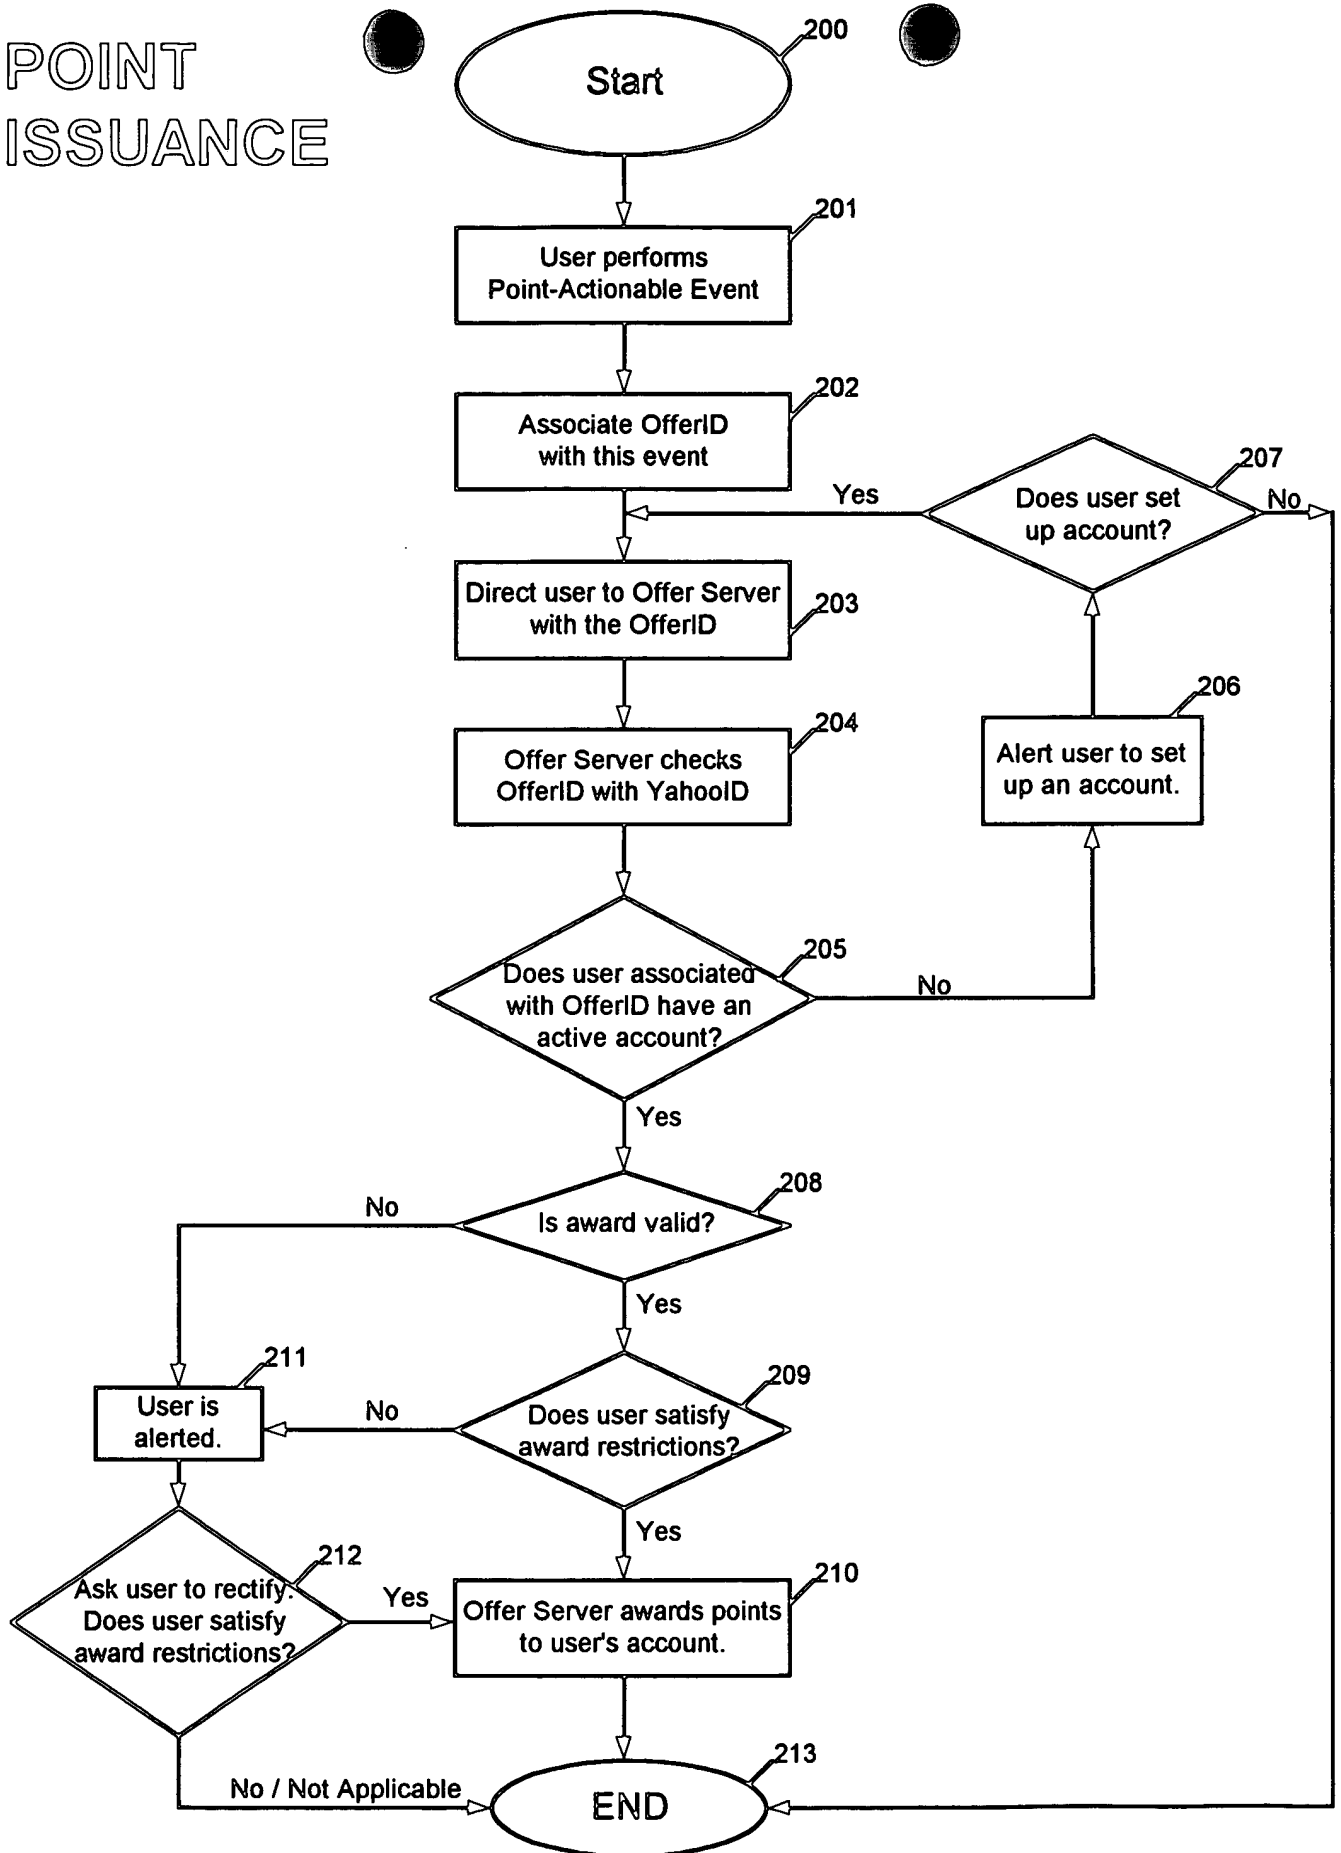 POINT
ISSUANCE
200
Start
201
User performs
Point-Actionable Event
202
Associate OfferID
with this event
207
Does user set
up account?
Yes
No
203
Direct user to Offer Server
with the OfferID
206
Alert user to set
up an account.
204
Offer Server checks
OfferID with YahooID
205
Does user associated
with OfferID have an
active account?
No
Yes
208
Is award valid?
No
Yes
211
User is
alerted.
209
Does user satisfy
award restrictions?
No
Yes
212
Ask user to rectify.
Does user satisfy
award restrictions?
Yes
210
Offer Server awards points
to user's account.
213
No / Not Applicable
END